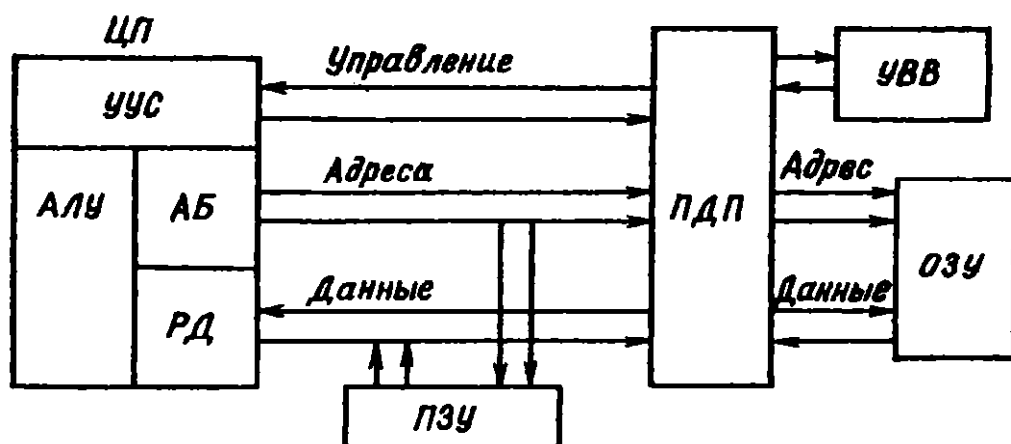 ЦП
УУС
АЛУ
АБ
РД
Управление
Адреса
Данные
ПЗУ
ПДП
УВВ
Адрес
Данные
ОЗУ